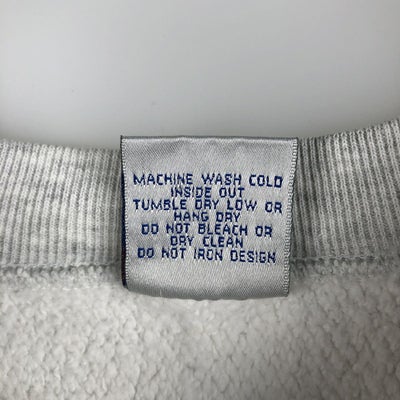 MACHINE WASH COLD
INSIDE OUT
TUMBLE DRY LOW OR
HANG DRY
DO NOT BLEACH OR
DRY CLEAN
DO NOT IRON DESIGN